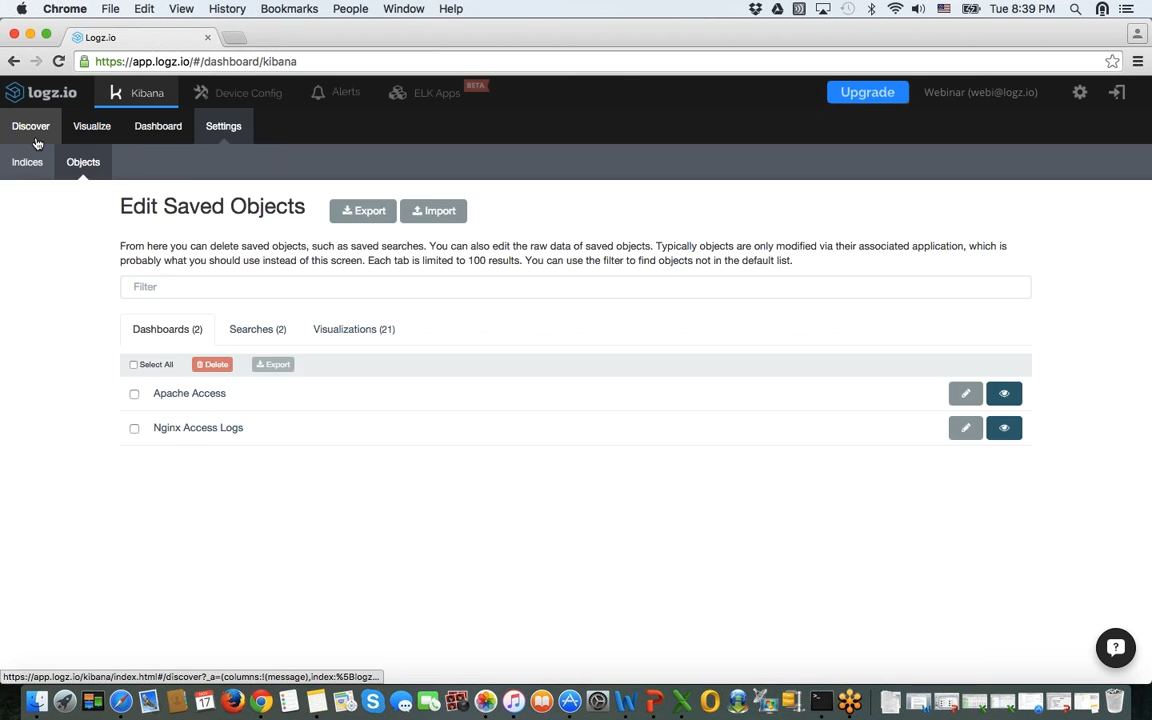 Chrome File Edit View History Bookmarks People Window Help Tue 8:39 PM
Logz.io
https://app.logz.io/#/dashboard/kibana
logz.io Kibana Device Config Alerts ELK Apps BETA Upgrade Webinar (webi@logz.io)
Discover Visualize Dashboard Settings
Indices Objects
Edit Saved Objects Export Import
From here you can delete saved objects, such as saved searches. You can also edit the raw data of saved objects. Typically objects are only modified via their associated application, which is
probably what you should use instead of this screen. Each tab is limited to 100 results. You can use the filter to find objects not in the default list.
Filter
Dashboards (2) Searches (2) Visualizations (21)
Select All Delete Export
Apache Access
Nginx Access Logs
https://app.logz.io/kibana/index.html#/discover?_a=(columns:!(message),index:%5Blogz...
17